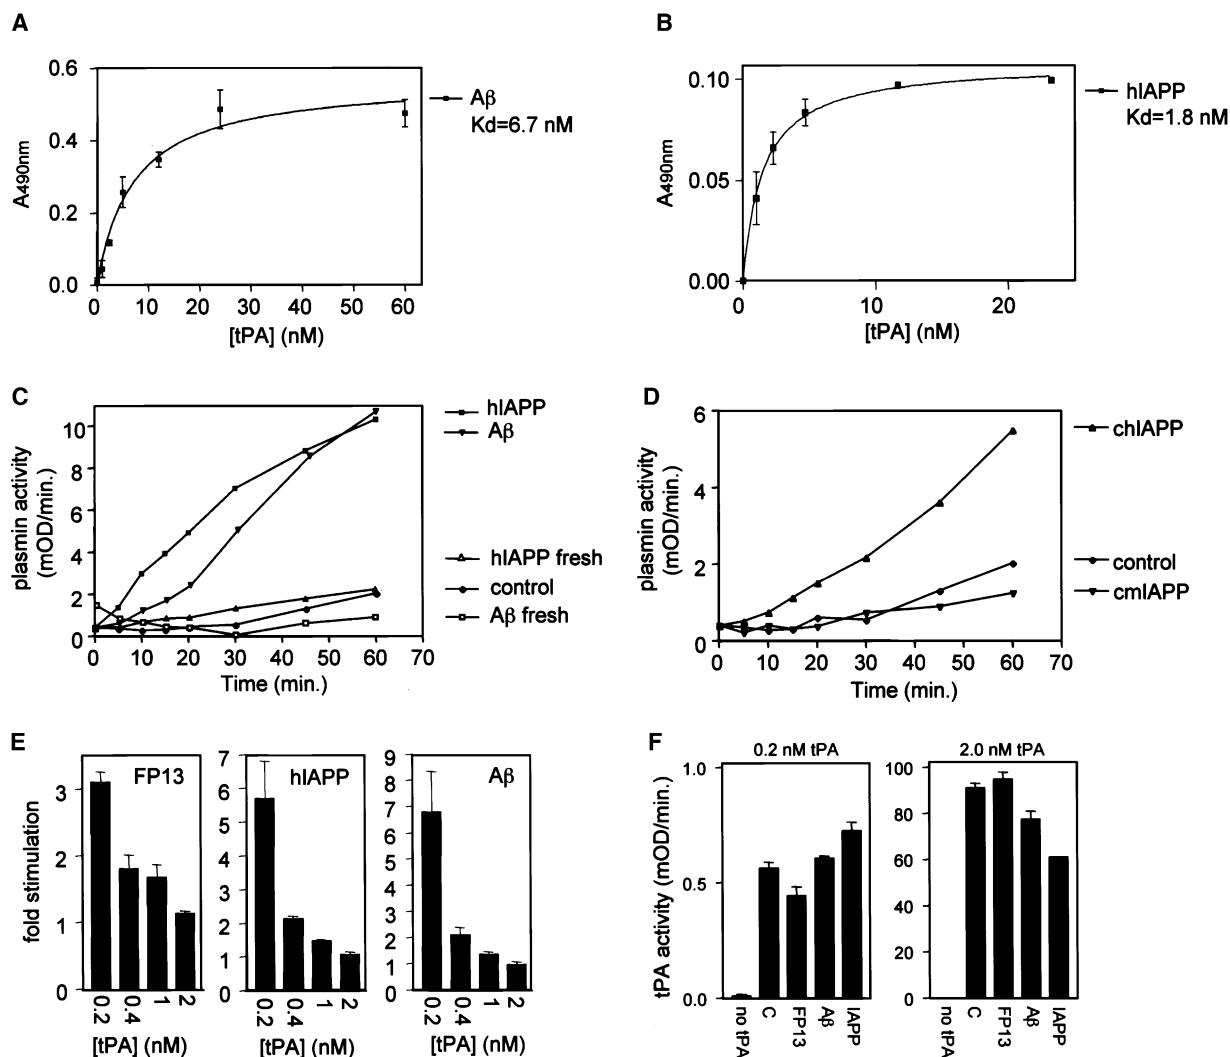 A
0.6
0.4
0.2
0.0
A490nm
0 10 20 30 40 50 60
[tPA] (nM)
Aβ
Kd=6.7 nM
B
0.10
0.05
0.00
A490nm
0 10 20
[tPA] (nM)
hIAPP
Kd=1.8 nM
C
10
8
6
4
2
0
plasmin activity
(mOD/min.)
0 10 20 30 40 50 60 70
Time (min.)
hIAPP
Aβ
hIAPP fresh
control
Aβ fresh
D
6
4
2
0
plasmin activity
(mOD/min.)
0 10 20 30 40 50 60 70
Time (min.)
chIAPP
control
cmIAPP
E
fold stimulation
FP13
3
2
1
0
0.2 0.4 1 2
[tPA] (nM)
hIAPP
7
6
5
4
3
2
1
0
0.2 0.4 1 2
[tPA] (nM)
Aβ
9
8
7
6
5
4
3
2
1
0
0.2 0.4 1 2
[tPA] (nM)
F
tPA activity (mOD/min.)
0.2 nM tPA
1.0
0.5
0.0
no tPA C FP13 Aβ IAPP
2.0 nM tPA
100
80
60
40
20
0
no tPA C FP13 Aβ IAPP